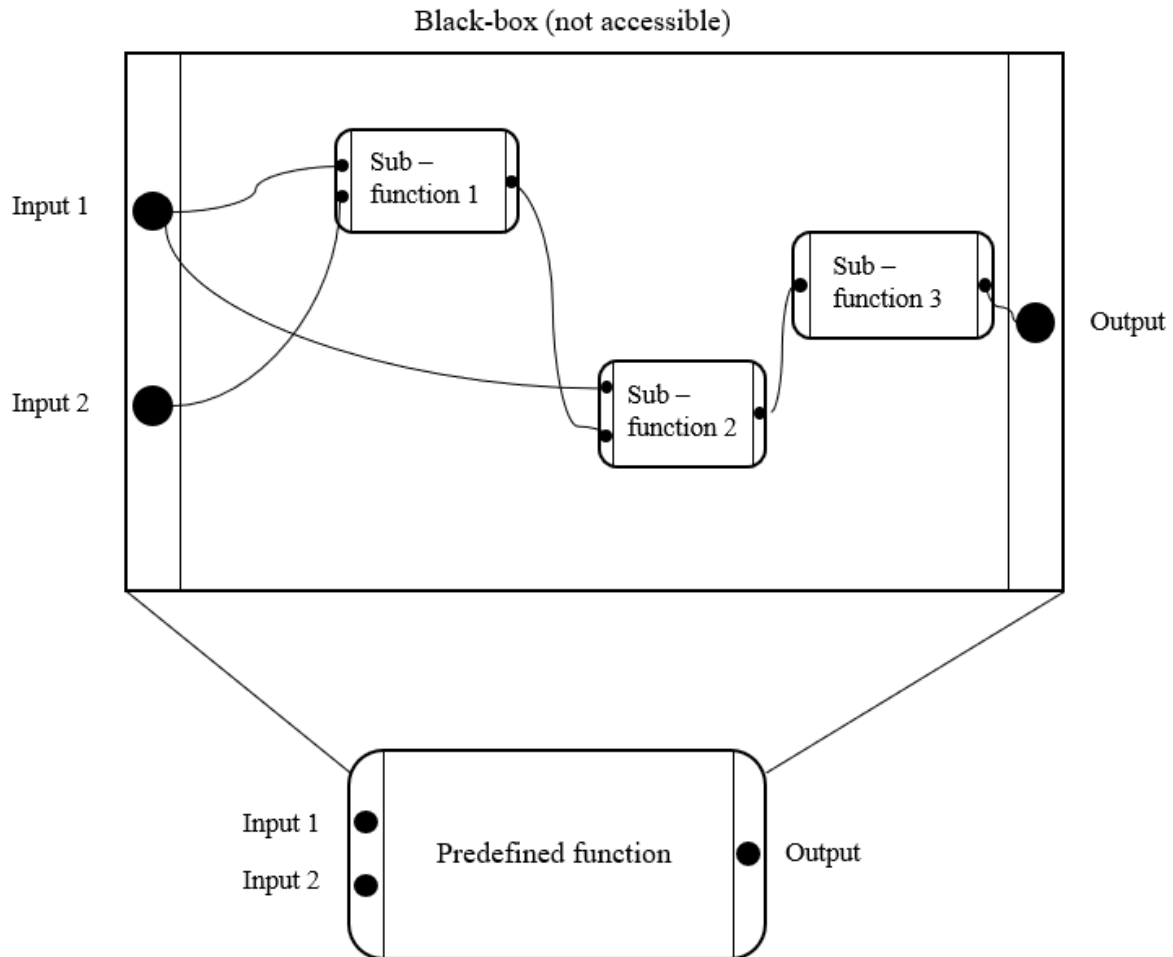 Black-box (not accessible)
Sub –
function 1
Input 1
Sub –
function 3
Output
Input 2
Sub –
function 2
Input 1
Predefined function
Output
Input 2